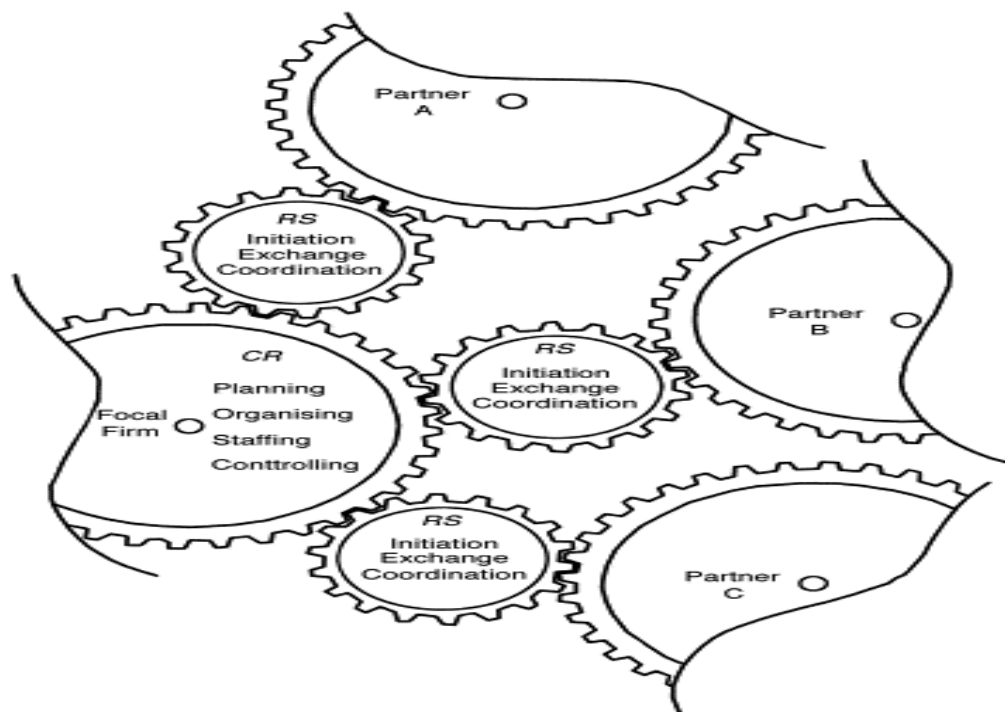 Partner
A
RS
Initiation
Exchange
Coordination
Partner
B
CR
Planning
Organising
Staffing
Conttrolling
Focal
Firm
RS
Initiation
Exchange
Coordination
RS
Initiation
Exchange
Coordination
Partner
C